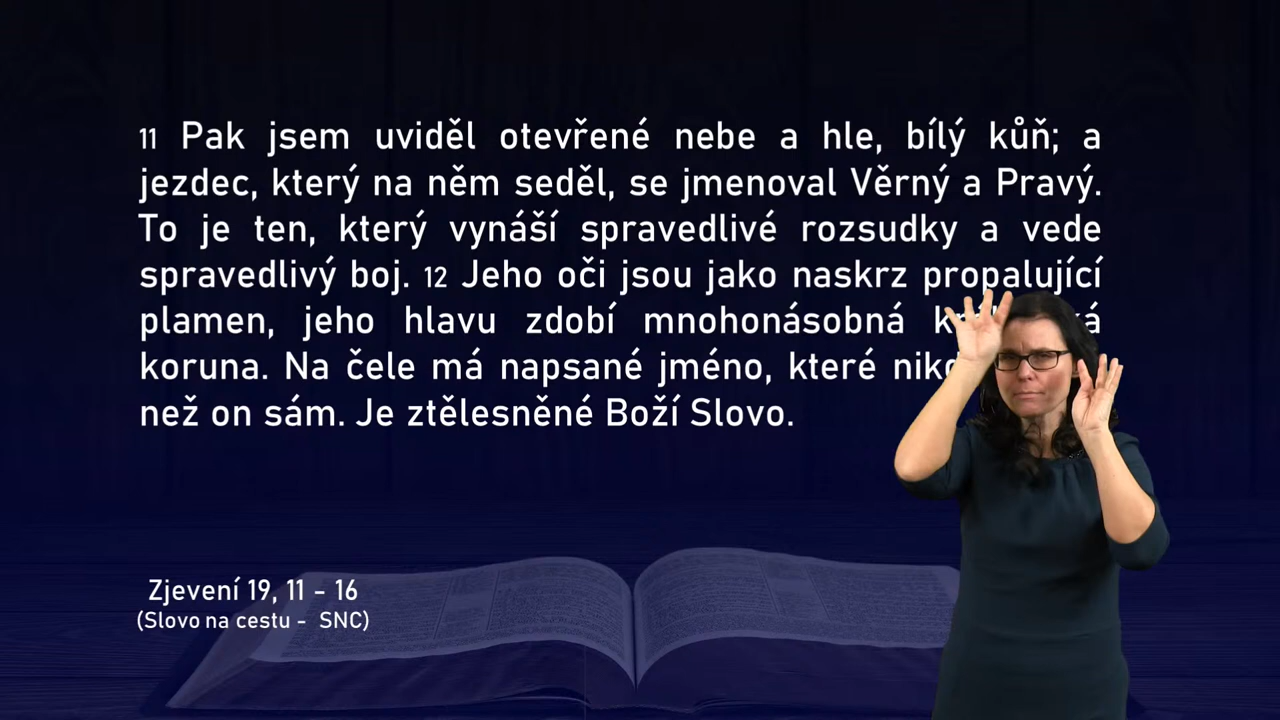 11 Pak jsem uviděl otevřené nebe a hle, bílý kůň; a
jezdec, který na něm seděl, se jmenoval Věrný a Pravý.
To je ten, který vynáší spravedlivé rozsudky a vede
spravedlivý boj. 12 Jeho oči jsou jako naskrz propalující
plamen, jeho hlavu zdobí mnohonásobná
koruna. Na čele má napsané jméno, které
než on sám. Je ztělesněné Boží Slovo.
Zjevení 19, 11 - 16
(Slovo na cestu - SNC)